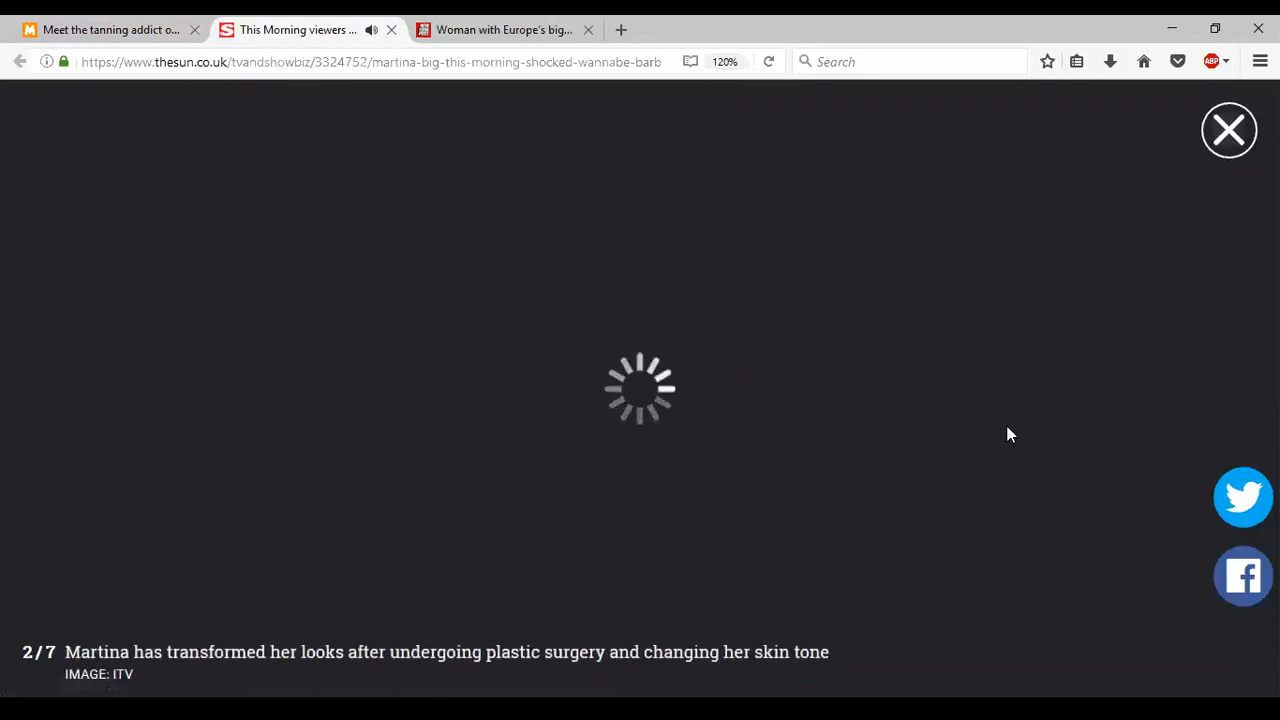 Meet the tanning addict o...
This Morning viewers ...
Woman with Europe's big...
https://www.thesun.co.uk/tvandshowbiz/3324752/martina-big-this-morning-shocked-wannabe-barb
120%
Search
ABP
2/7 Martina has transformed her looks after undergoing plastic surgery and changing her skin tone
IMAGE: ITV